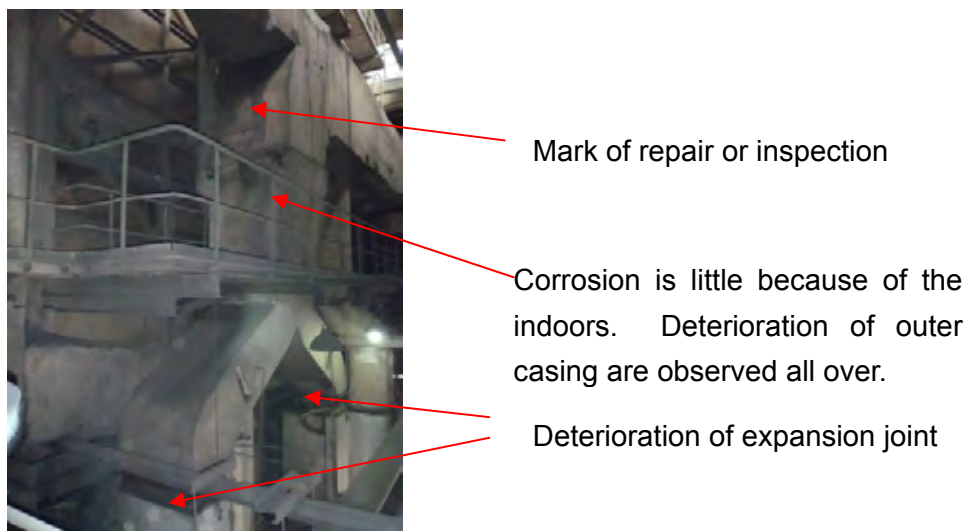 Mark of repair or inspection
Corrosion is little because of the
indoors. Deterioration of outer
casing are observed all over.
Deterioration of expansion joint